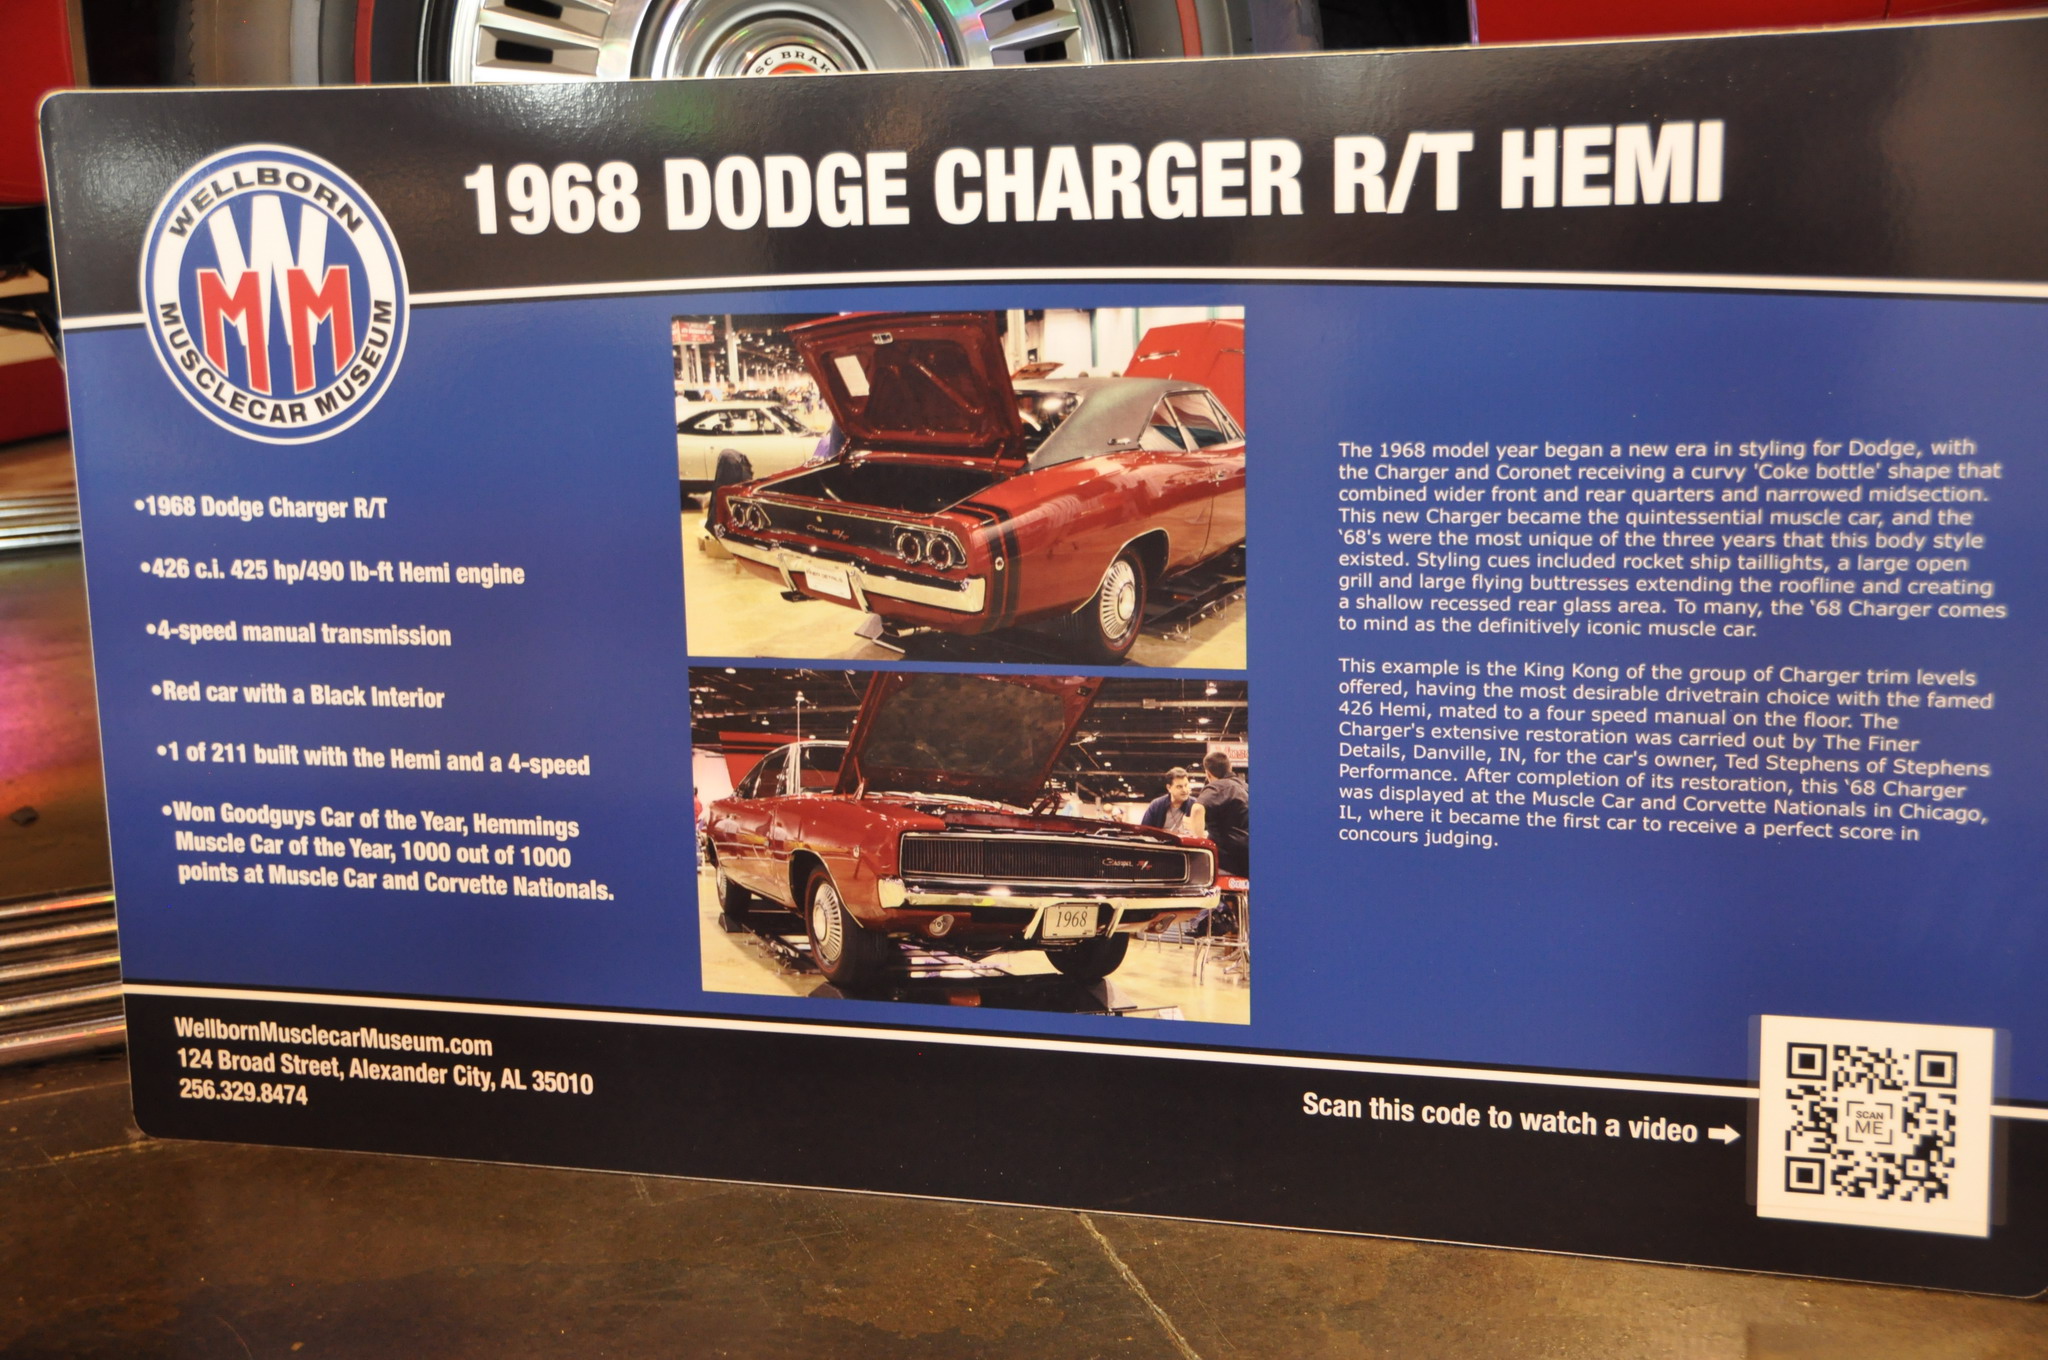 SC BRAK
WELLBORN
WMM
MUSCLECAR MUSEUM
1968 DODGE CHARGER R/T HEMI
•1968 Dodge Charger R/T
•426 c.i. 425 hp/490 lb-ft Hemi engine
•4-speed manual transmission
•Red car with a Black Interior
•1 of 211 built with the Hemi and a 4-speed
•Won Goodguys Car of the Year, Hemmings
Muscle Car of the Year, 1000 out of 1000
points at Muscle Car and Corvette Nationals.
Charger R/T
1968
The 1968 model year began a new era in styling for Dodge, with
the Charger and Coronet receiving a curvy 'Coke bottle' shape that
combined wider front and rear quarters and narrowed midsection.
This new Charger became the quintessential muscle car, and the
‘68's were the most unique of the three years that this body style
existed. Styling cues included rocket ship taillights, a large open
grill and large flying buttresses extending the roofline and creating
a shallow recessed rear glass area. To many, the ‘68 Charger comes
to mind as the definitively iconic muscle car.
This example is the King Kong of the group of Charger trim levels
offered, having the most desirable drivetrain choice with the famed
426 Hemi, mated to a four speed manual on the floor. The
Charger's extensive restoration was carried out by The Finer
Details, Danville, IN, for the car's owner, Ted Stephens of Stephens
Performance. After completion of its restoration, this ‘68 Charger
was displayed at the Muscle Car and Corvette Nationals in Chicago,
IL, where it became the first car to receive a perfect score in
concours judging.
WellbornMusclecarMuseum.com
124 Broad Street, Alexander City, AL 35010
256.329.8474
Scan this code to watch a video
SCAN
ME